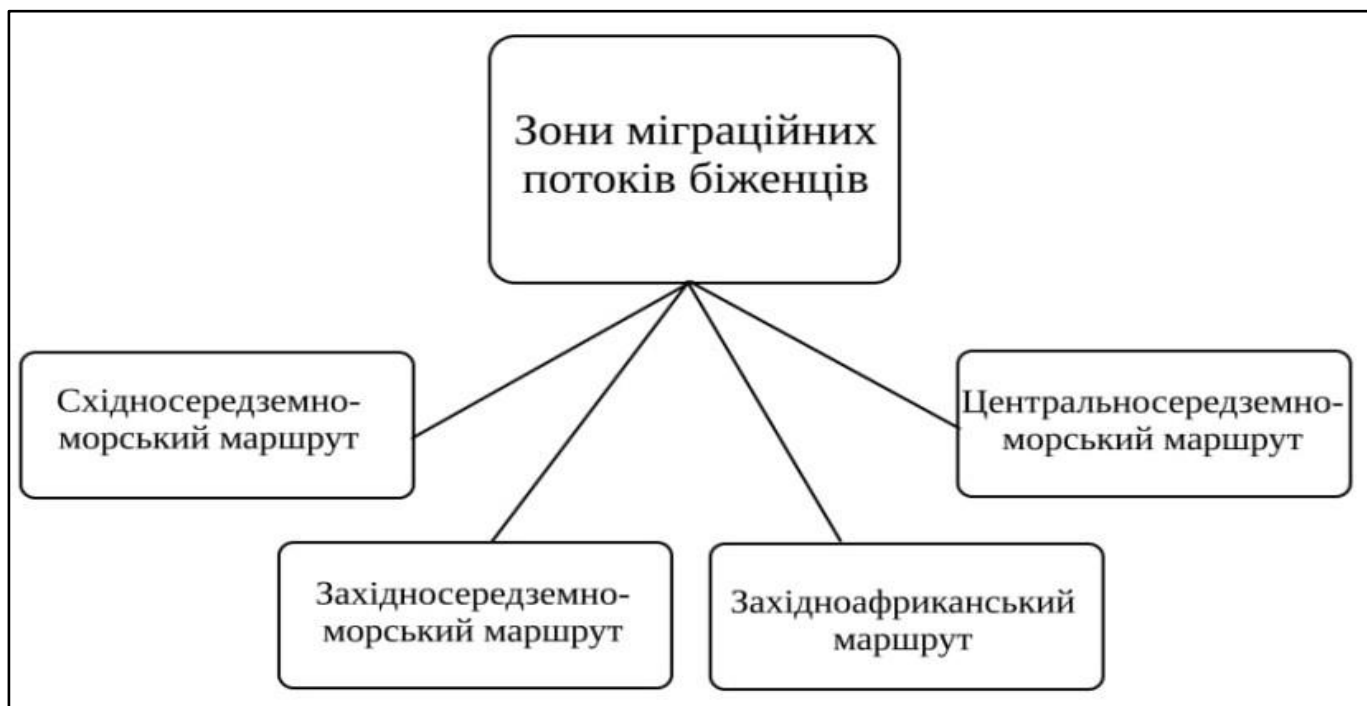 Зони міграційних
потоків біженців
Східносередземно-
морський маршрут
Центральносередземно-
морський маршрут
Західносередземно-
морський маршрут
Західноафриканський
маршрут